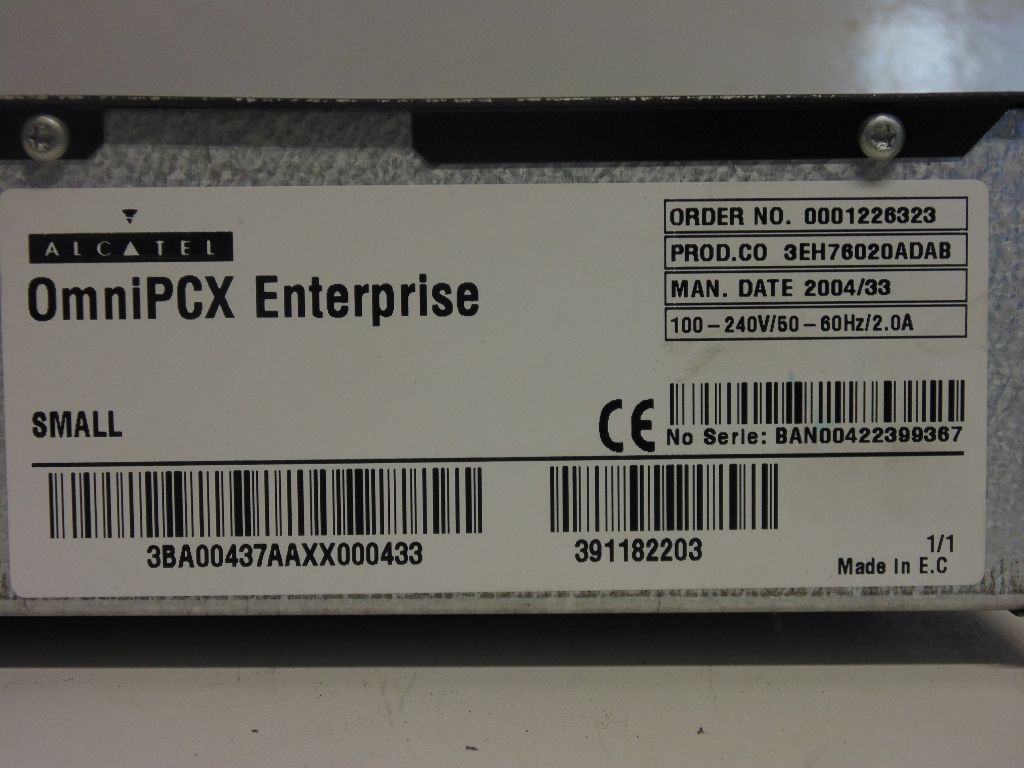 ALCATEL
OmniPCX Enterprise
SMALL
ORDER NO. 0001226323
PROD.CO 3EH76020ADAB
MAN. DATE 2004/33
100-240V/50-60Hz/2.0A
CE
No Serie: BAN00422399367
3BA00437AAXX000433
391182203
1/1
Made In E.C